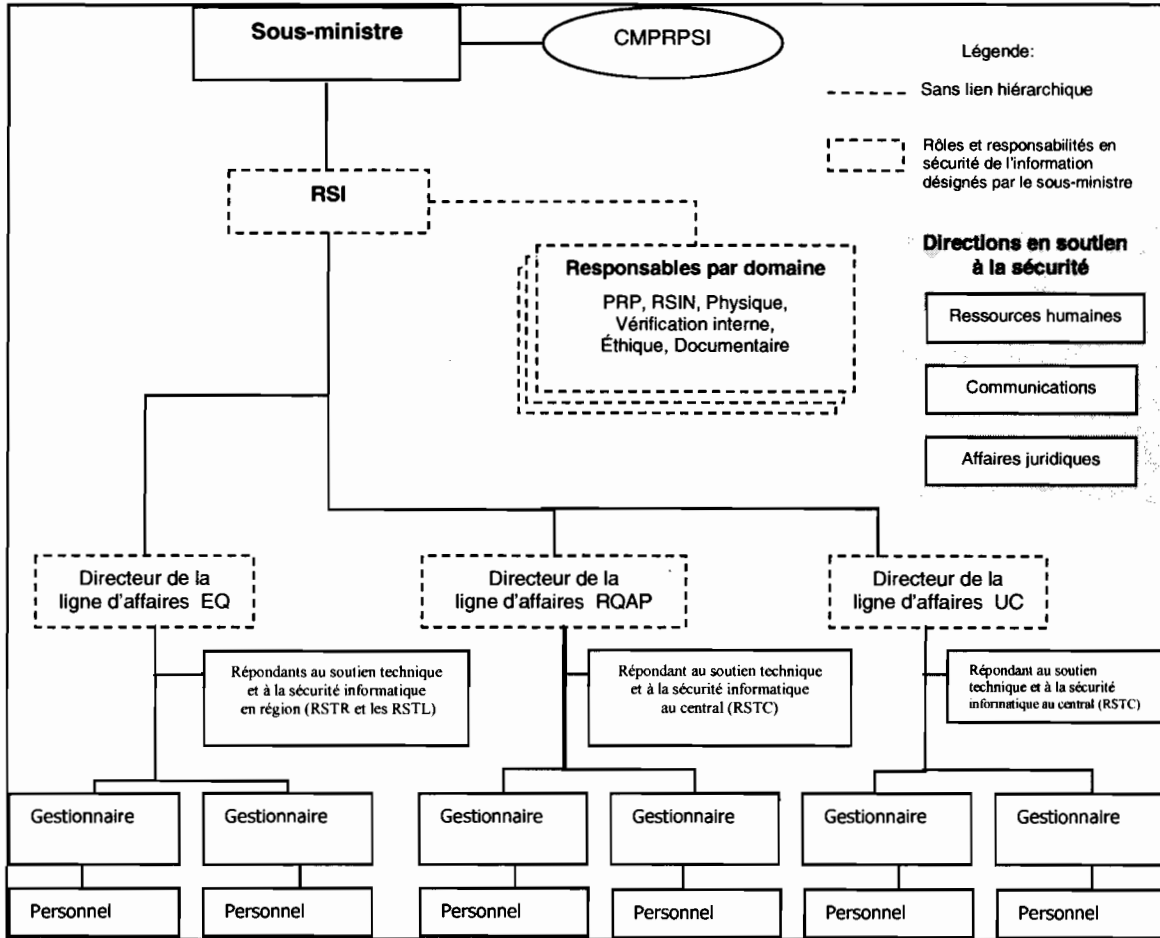 Sous-ministre
CMPRPSI
Légende:
Sans lien hiérarchique
Rôles et responsabilités en
sécurité de l'information
désignés par le sous-ministre
RSI
Responsables par domaine
PRP, RSIN, Physique,
Vérification interne,
Éthique, Documentaire
Directions en soutien
à la sécurité
Ressources humaines
Communications
Affaires juridiques
Directeur de la
ligne d'affaires EQ
Directeur de la
ligne d'affaires RQAP
Directeur de la
ligne d'affaires UC
Répondants au soutien technique
et à la sécurité informatique
en région (RSTR et les RSTL)
Répondant au soutien technique
et à la sécurité informatique
au central (RSTC)
Répondant au soutien
technique et à la sécurité
informatique au central (RSTC)
Gestionnaire
Gestionnaire
Gestionnaire
Gestionnaire
Gestionnaire
Gestionnaire
Personnel
Personnel
Personnel
Personnel
Personnel
Personnel